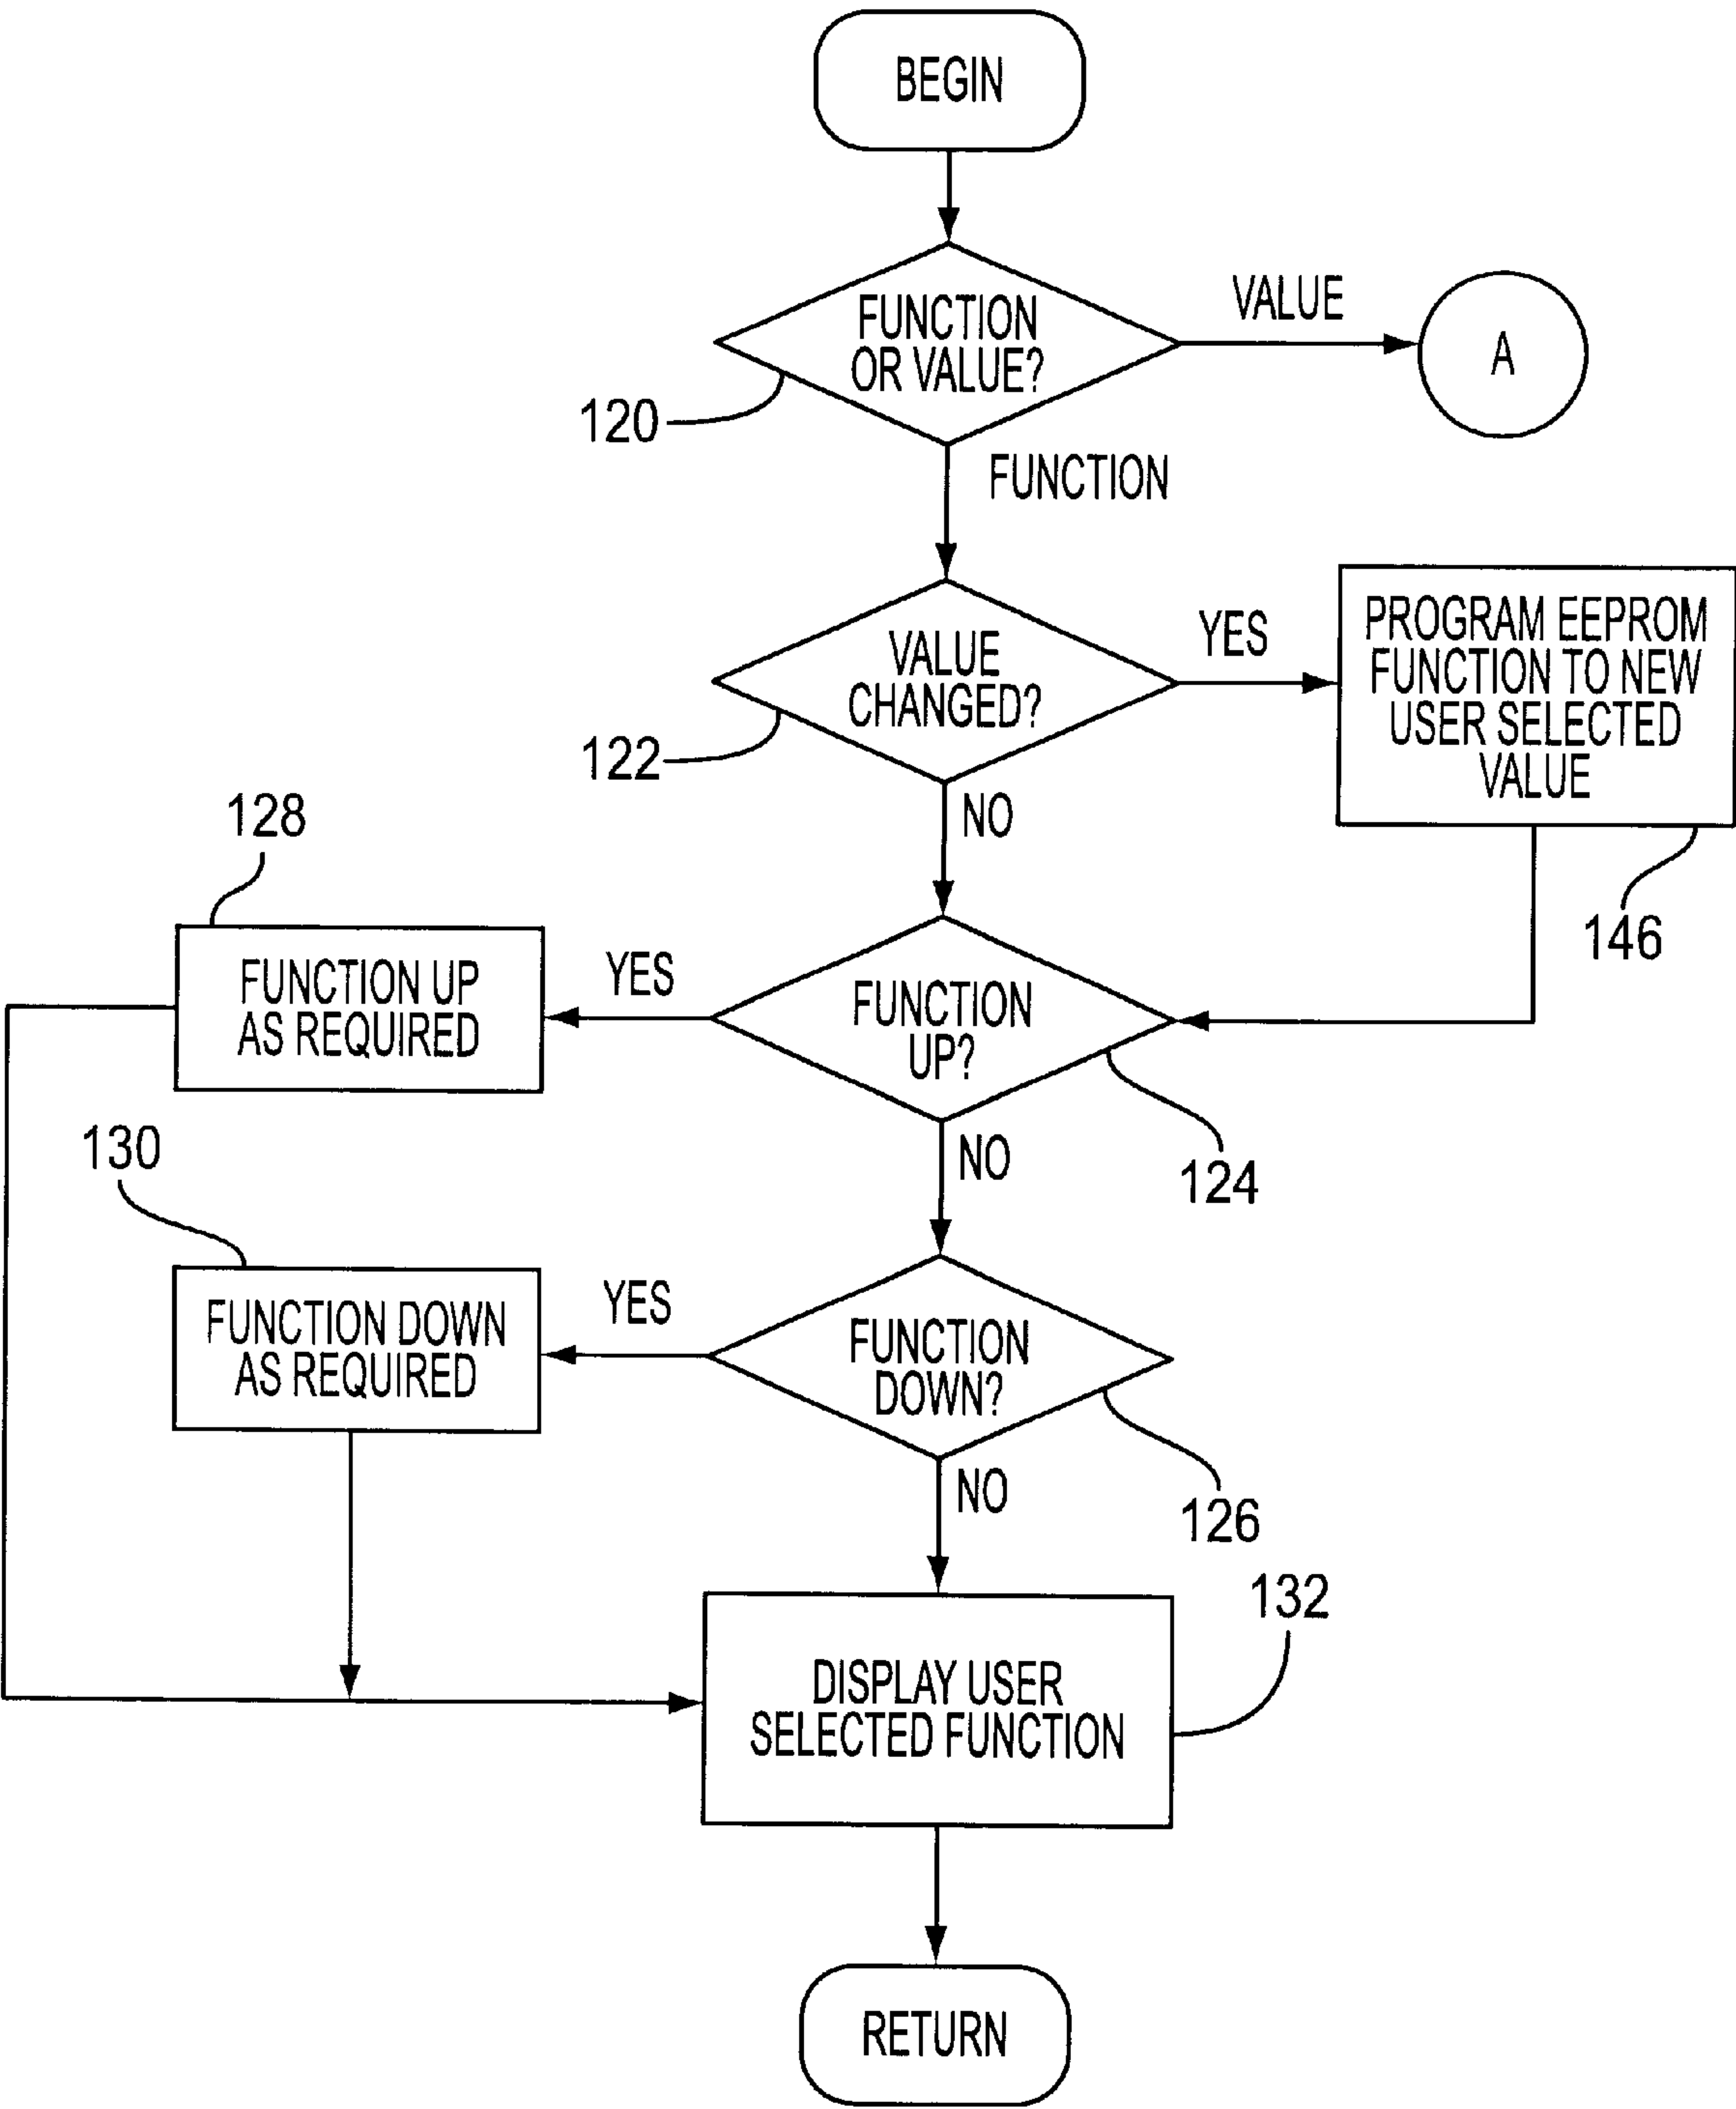 BEGIN
FUNCTION
OR VALUE?
VALUE
A
120
FUNCTION
VALUE
CHANGED?
YES
PROGRAM EEPROM
FUNCTION TO NEW
USER SELECTED
VALUE
122
NO
128
146
FUNCTION UP
AS REQUIRED
YES
FUNCTION
UP?
130
NO
124
FUNCTION DOWN
AS REQUIRED
YES
FUNCTION
DOWN?
NO
126
132
DISPLAY USER
SELECTED FUNCTION
RETURN